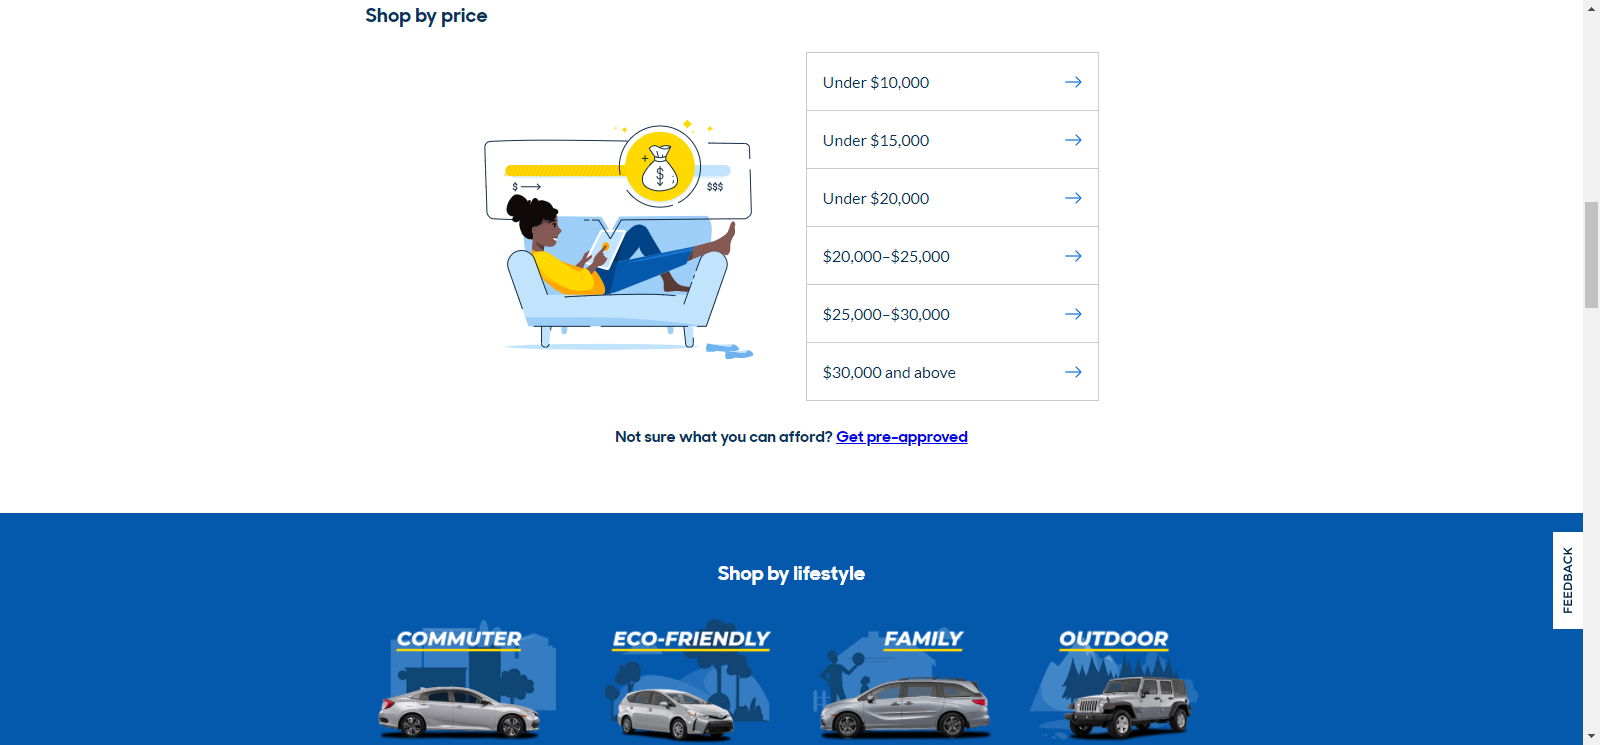 Shop by price
$
$$$
$
Under $10,000
Under $15,000
Under $20,000
$20,000–$25,000
$25,000–$30,000
$30,000 and above
Not sure what you can afford? Get pre-approved
FEEDBACK
Shop by lifestyle
COMMUTER
ECO-FRIENDLY
FAMILY
OUTDOOR